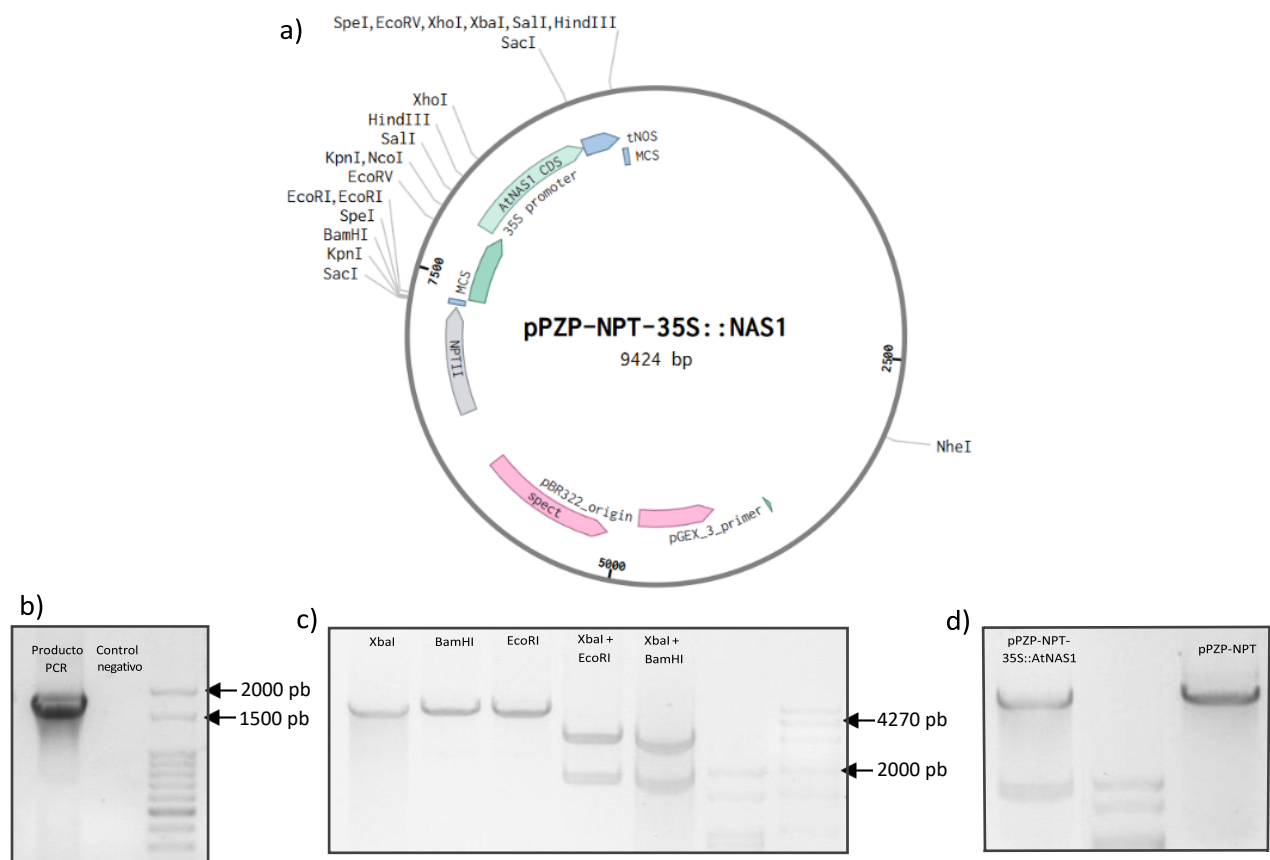 a)
SpeI,EcoRV,XhoI,XbaI,SalI,HindIII
SacI
XhoI
HindIII
SalI
KpnI,NcoI
EcoRV
EcoRI,EcoRI
SpeI
BamHI
KpnI
SacI
tNOS
MCS
AtNAS1 CDS
35S promoter
7500
MCS
NPTII
pPZP-NPT-35S::NAS1
9424 bp
2500
NheI
pBR322_origin
spect
pGEX_3_primer
5000
b)
Producto
PCR
Control
negativo
2000 pb
1500 pb
c)
XbaI
BamHI
EcoRI
XbaI +
EcoRI
XbaI +
BamHI
4270 pb
2000 pb
d)
pPZP-NPT-
35S::AtNAS1
pPZP-NPT